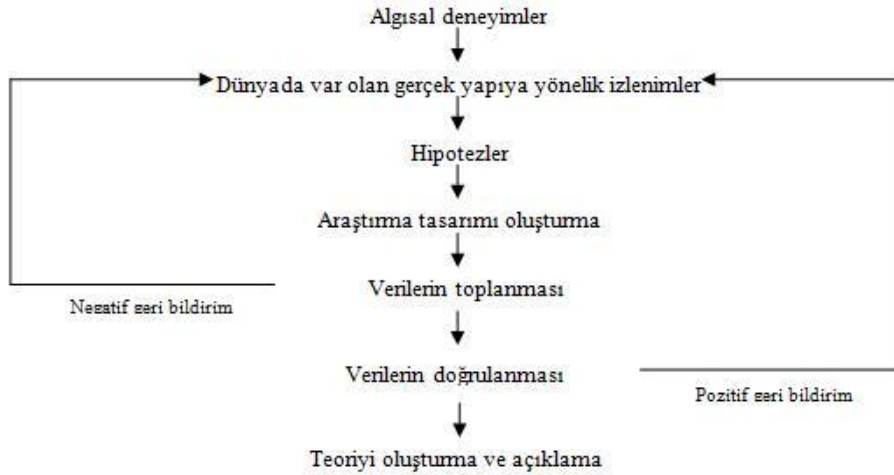 Algısal deneyimler
Dünyada var olan gerçek yapıya yönelik izlenimler
Hipotezler
Araştırma tasarımı oluşturma
Verilerin toplanması
Negatif geri bildirim
Verilerin doğrulanması
Pozitif geri bildirim
Teoriyi oluşturma ve açıklama